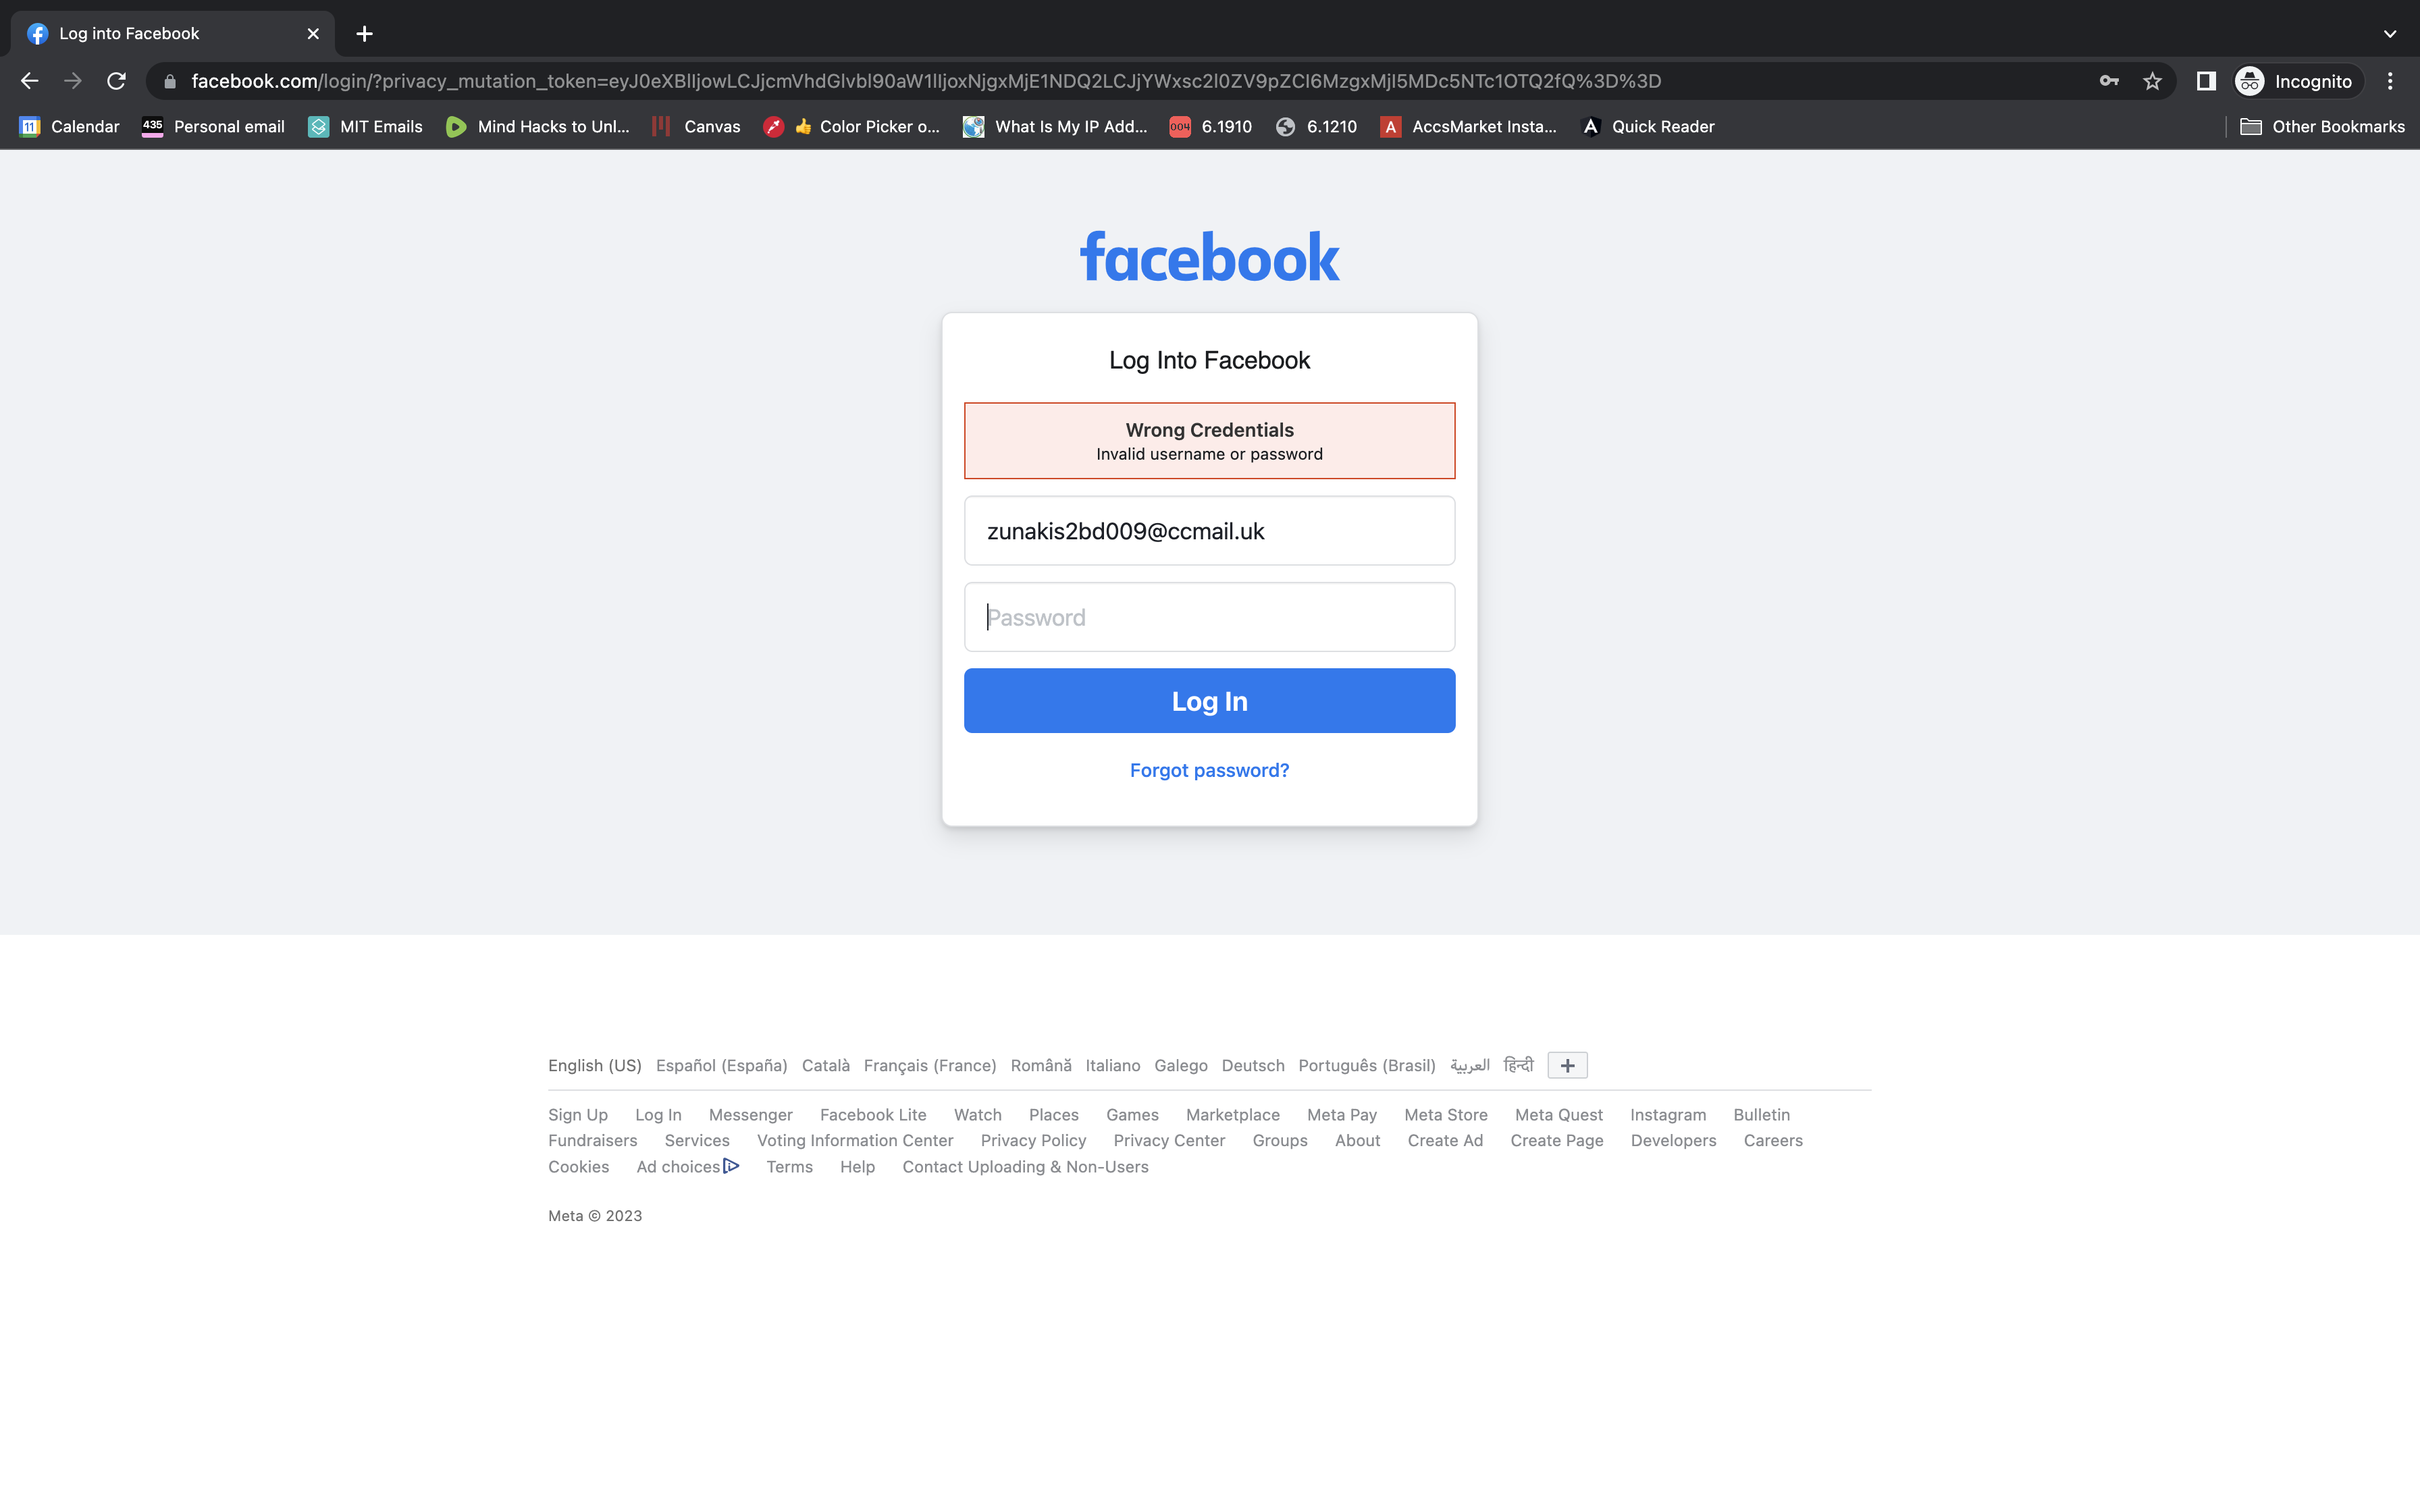 Log into Facebook
facebook.com/login/?privacy_mutation_token=eyJ0eXBlIjowLCJjcmVhdGlvbl90aW1lIjoxNjgxMjE1NDQ2LCJjYWxsc2l0ZV9pZCI6MzgxMjI5MDc5NTc1OTQ2fQ%3D%3D
Incognito
11 Calendar 435 Personal email MIT Emails Mind Hacks to Unl... Canvas 👍 Color Picker o... What Is My IP Add... 004 6.1910 6.1210 A AccsMarket Insta... A Quick Reader Other Bookmarks
facebook
Log Into Facebook
Wrong Credentials
Invalid username or password
zunakis2bd009@ccmail.uk
Password
Log In
Forgot password?
English (US) Español (España) Català Français (France) Română Italiano Galego Deutsch Português (Brasil) العربية हिन्दी +
Sign Up Log In Messenger Facebook Lite Watch Places Games Marketplace Meta Pay Meta Store Meta Quest Instagram Bulletin
Fundraisers Services Voting Information Center Privacy Policy Privacy Center Groups About Create Ad Create Page Developers Careers
Cookies Ad choices Terms Help Contact Uploading & Non-Users
Meta © 2023